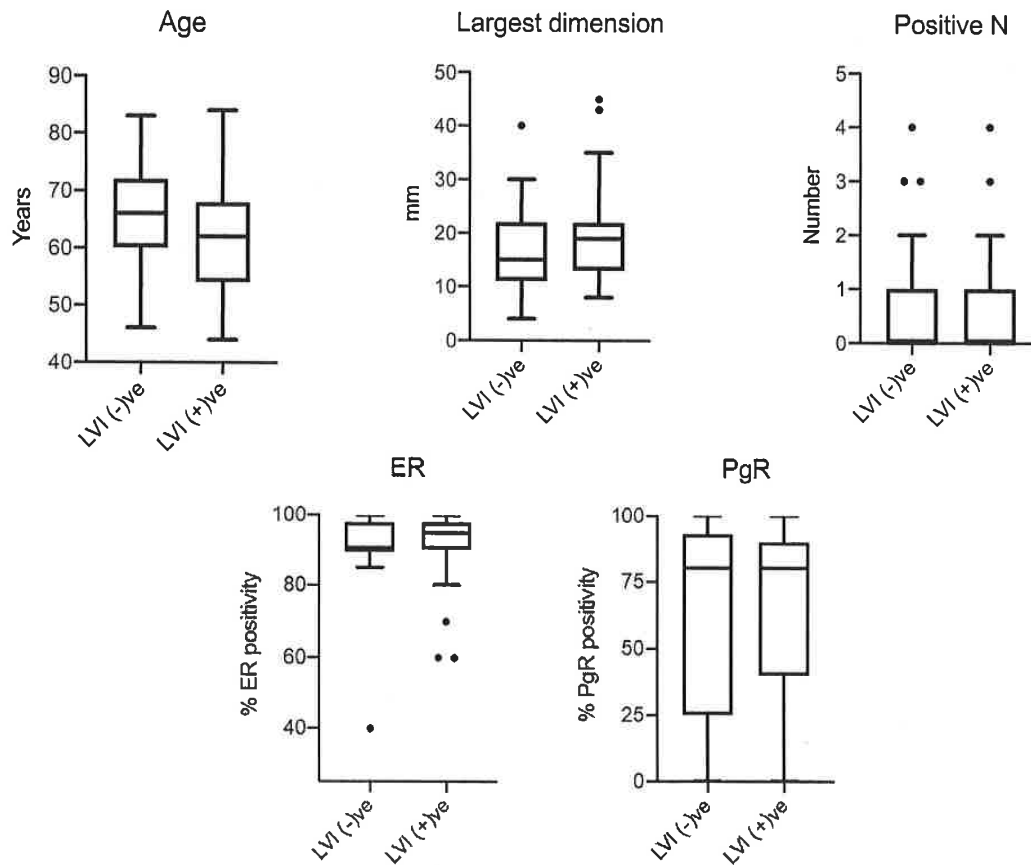 Age
Years
90
80
70
60
50
40
LVI (-)ve
LVI (+)ve
Largest dimension
mm
50
40
30
20
10
0
LVI (-)ve
LVI (+)ve
Positive N
Number
5
4
3
2
1
0
LVI (-)ve
LVI (+)ve
ER
% ER positivity
100
80
60
40
LVI (-)ve
LVI (+)ve
PgR
% PgR positivity
100
75
50
25
0
LVI (-)ve
LVI (+)ve